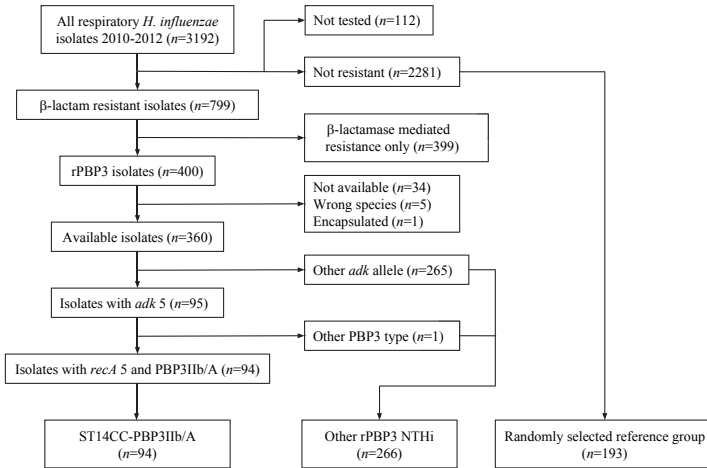 All respiratory H. influenzae
isolates 2010-2012 (n=3192)
Not tested (n=112)
Not resistant (n=2281)
β-lactam resistant isolates (n=799)
β-lactamase mediated
resistance only (n=399)
rPBP3 isolates (n=400)
Not available (n=34)
Wrong species (n=5)
Encapsulated (n=1)
Available isolates (n=360)
Other adk allele (n=265)
Isolates with adk 5 (n=95)
Other PBP3 type (n=1)
Isolates with recA 5 and PBP3IIb/A (n=94)
ST14CC-PBP3IIb/A
(n=94)
Other rPBP3 NTHi
(n=266)
Randomly selected reference group
(n=193)